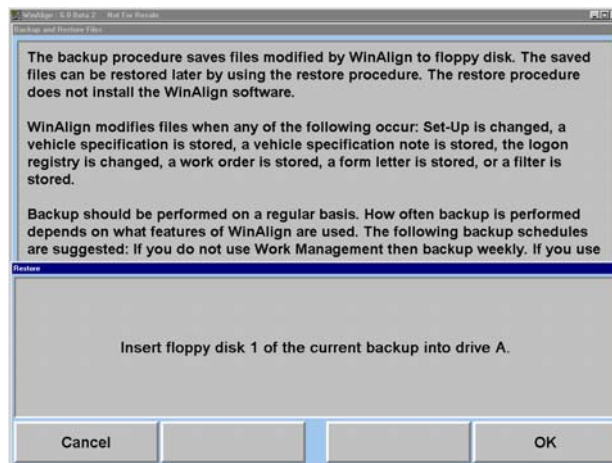 WinAlign : 6.0 Beta 2   Not For Resale
Backup and Restore Files
The backup procedure saves files modified by WinAlign to floppy disk. The saved
files can be restored later by using the restore procedure. The restore procedure
does not install the WinAlign software.
WinAlign modifies files when any of the following occur: Set-Up is changed, a
vehicle specification is stored, a vehicle specification note is stored, the logon
registry is changed, a work order is stored, a form letter is stored, or a filter is
stored.
Backup should be performed on a regular basis. How often backup is performed
depends on what features of WinAlign are used. The following backup schedules
are suggested: If you do not use Work Management then backup weekly. If you use
Restore
Insert floppy disk 1 of the current backup into drive A.
Cancel
OK